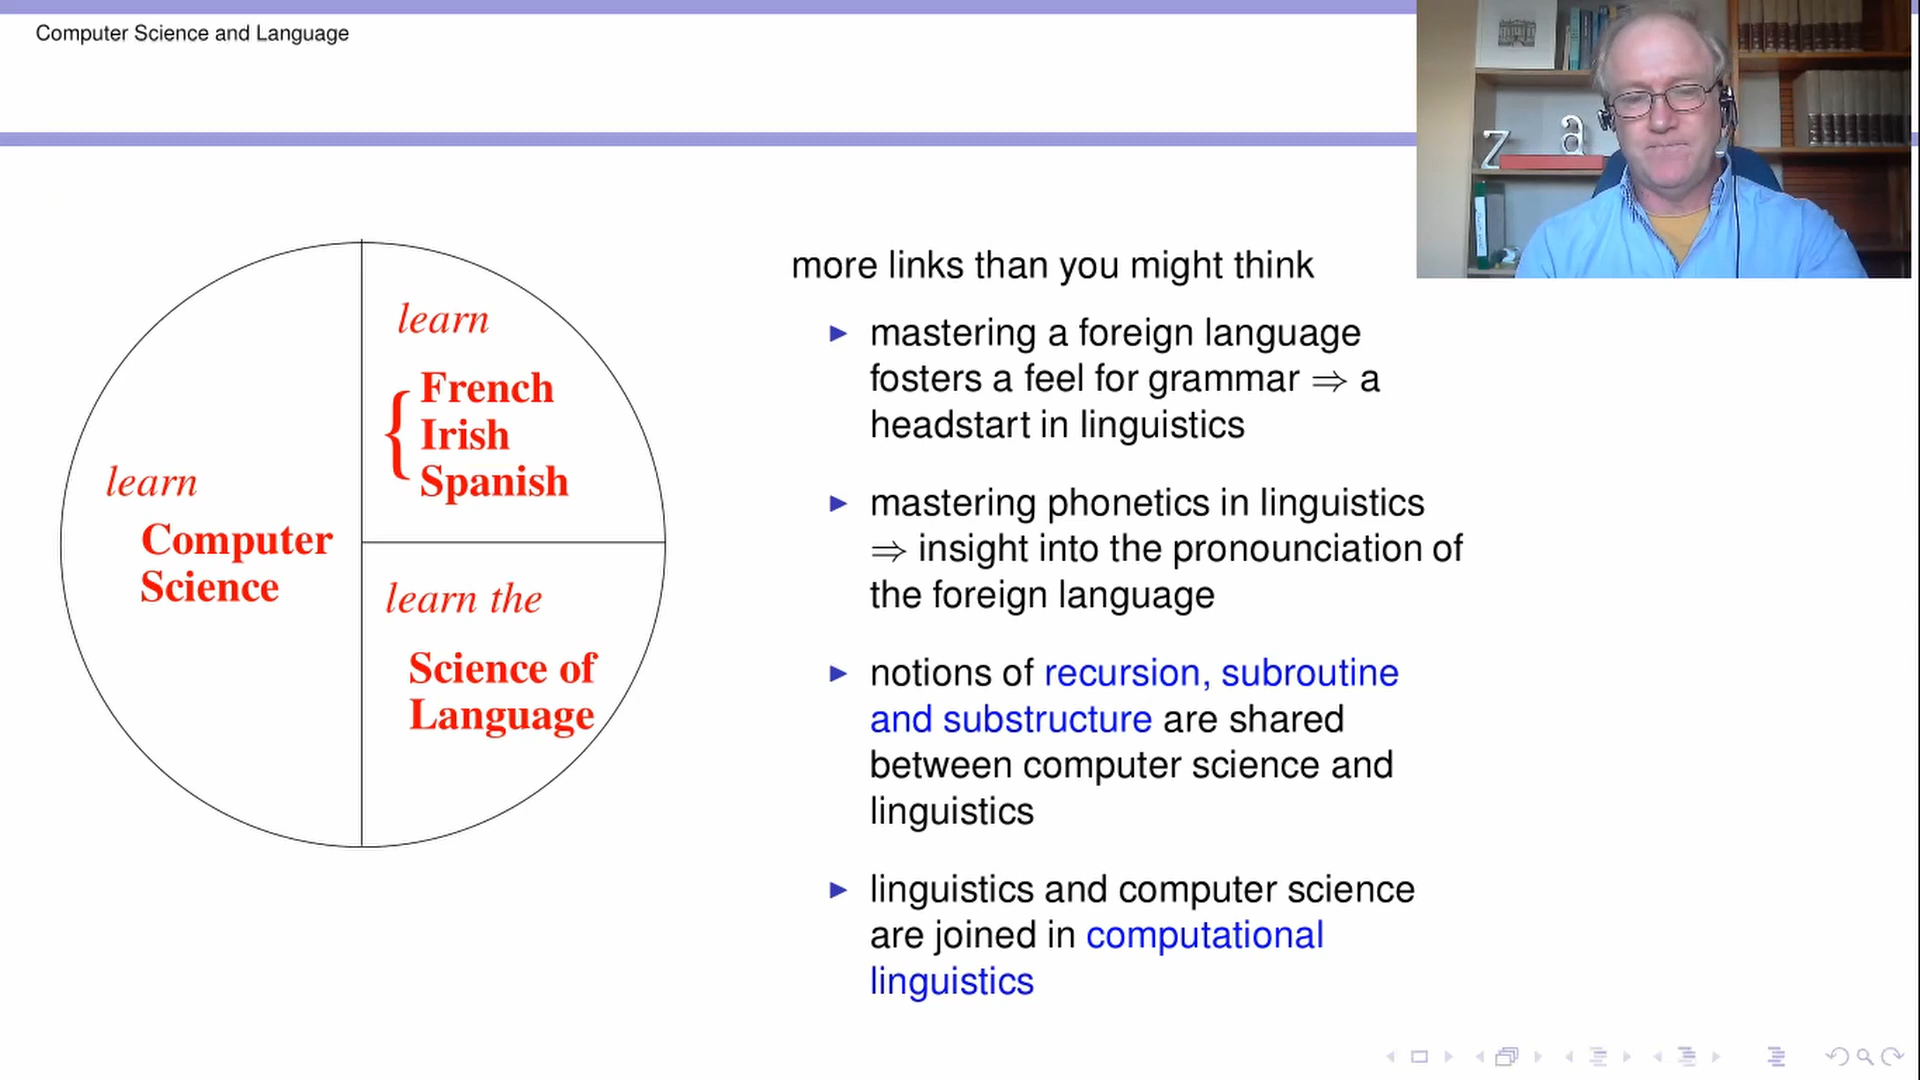 Computer Science and Language
learn
Computer
Science
learn
French
Irish
Spanish
learn the
Science of
Language
more links than you might think
mastering a foreign language
fosters a feel for grammar ⇒ a
headstart in linguistics
mastering phonetics in linguistics
⇒ insight into the pronounciation of
the foreign language
notions of recursion, subroutine
and substructure are shared
between computer science and
linguistics
linguistics and computer science
are joined in computational
linguistics
z a